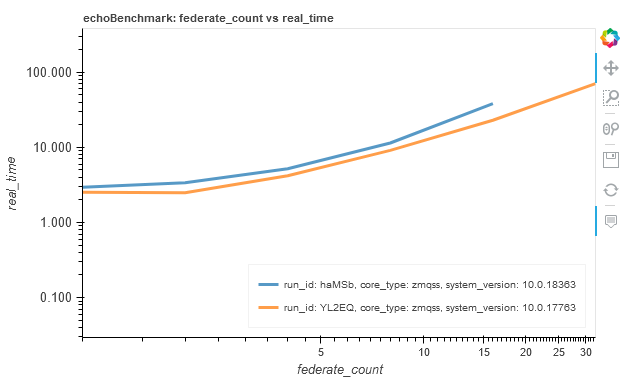 echoBenchmark: federate_count vs real_time
100.000
10.000
1.000
0.100
real_time
run_id: haMSb, core_type: zmqss, system_version: 10.0.18363
run_id: YL2EQ, core_type: zmqss, system_version: 10.0.17763
5
10
15
20
25
30
federate_count